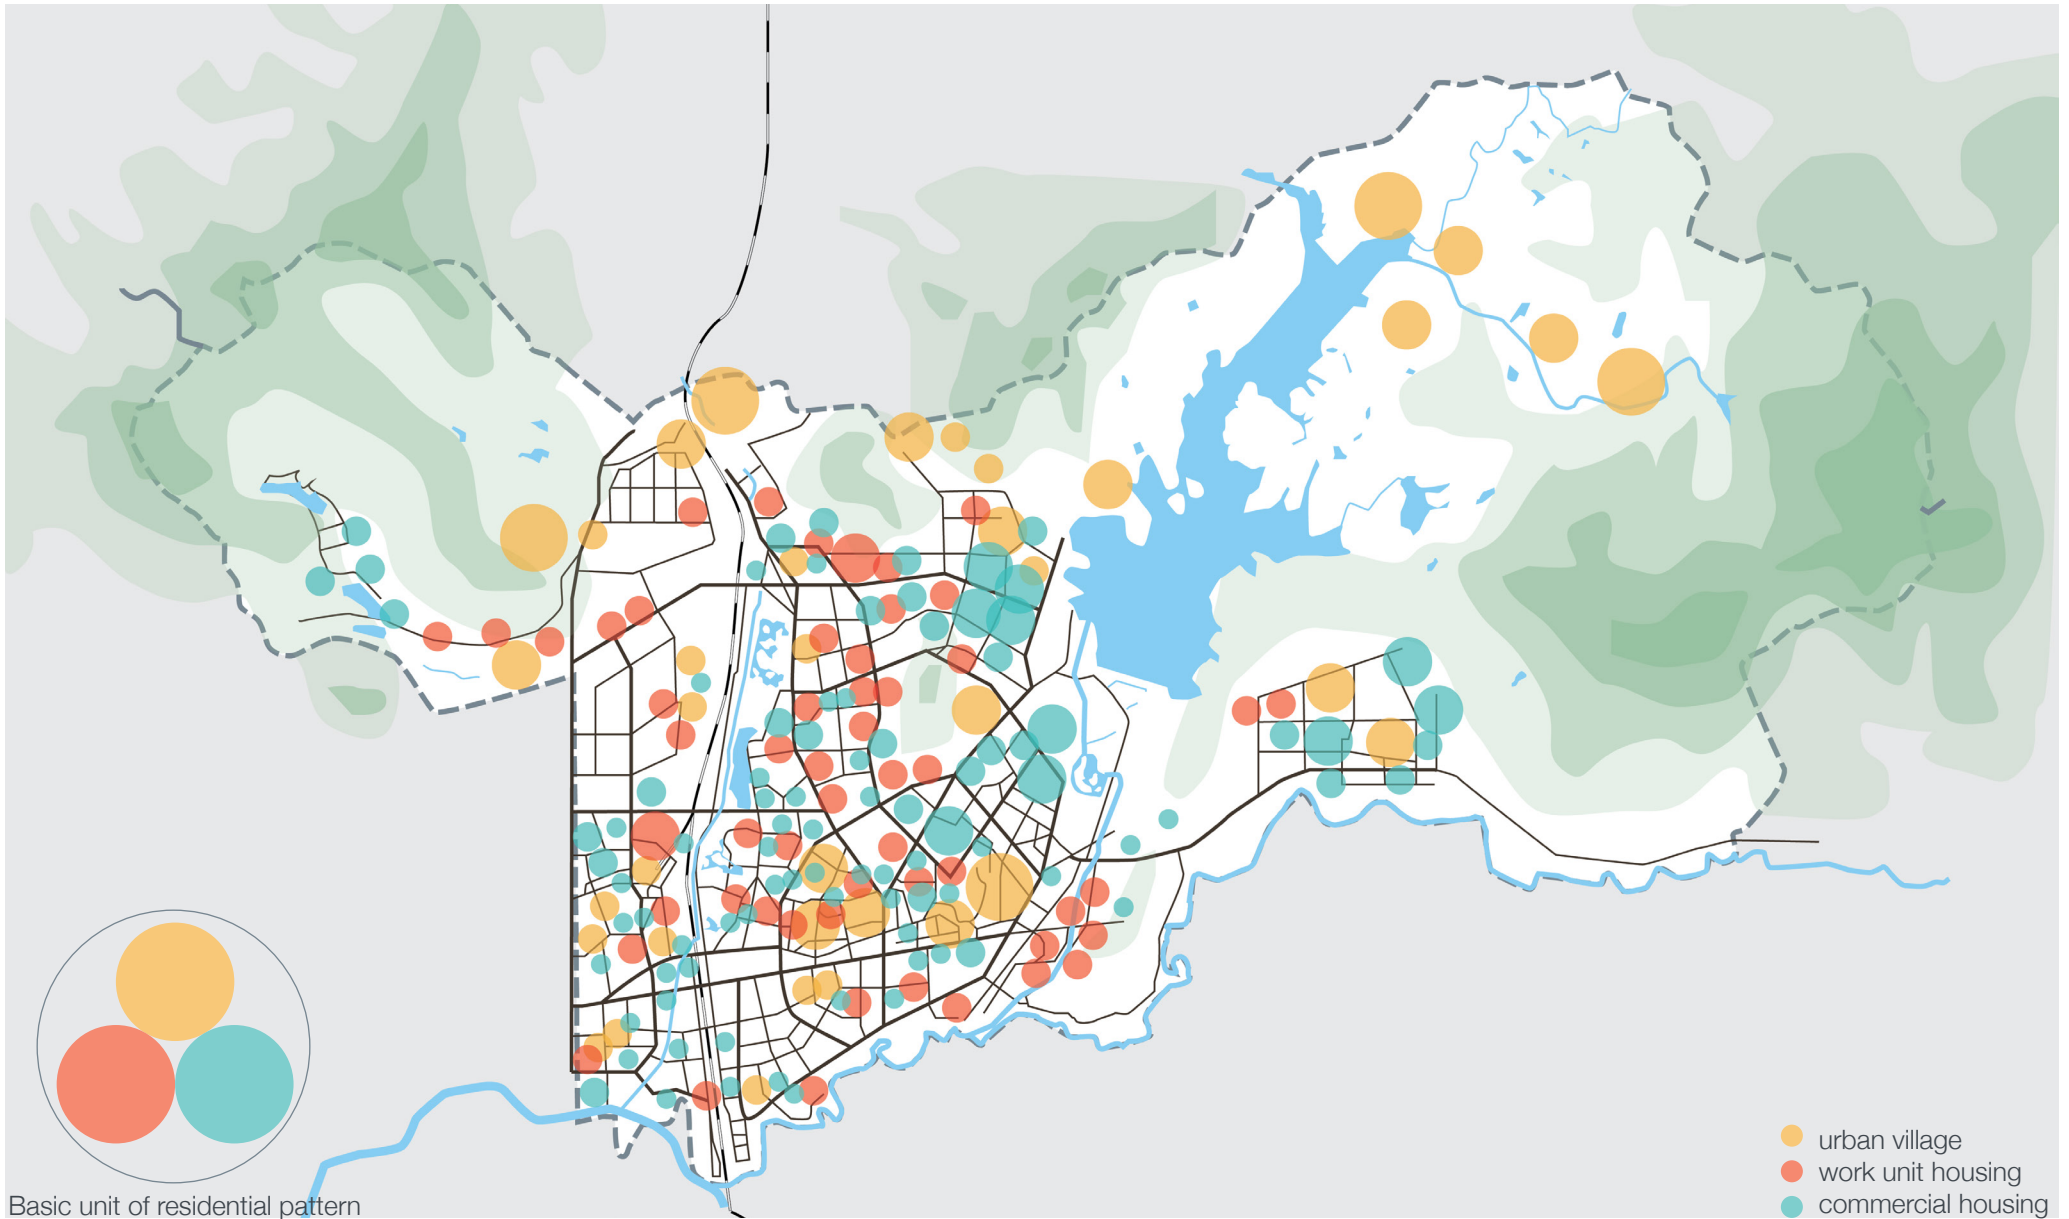 urban village
work unit housing
commercial housing
Basic unit of residential pattern